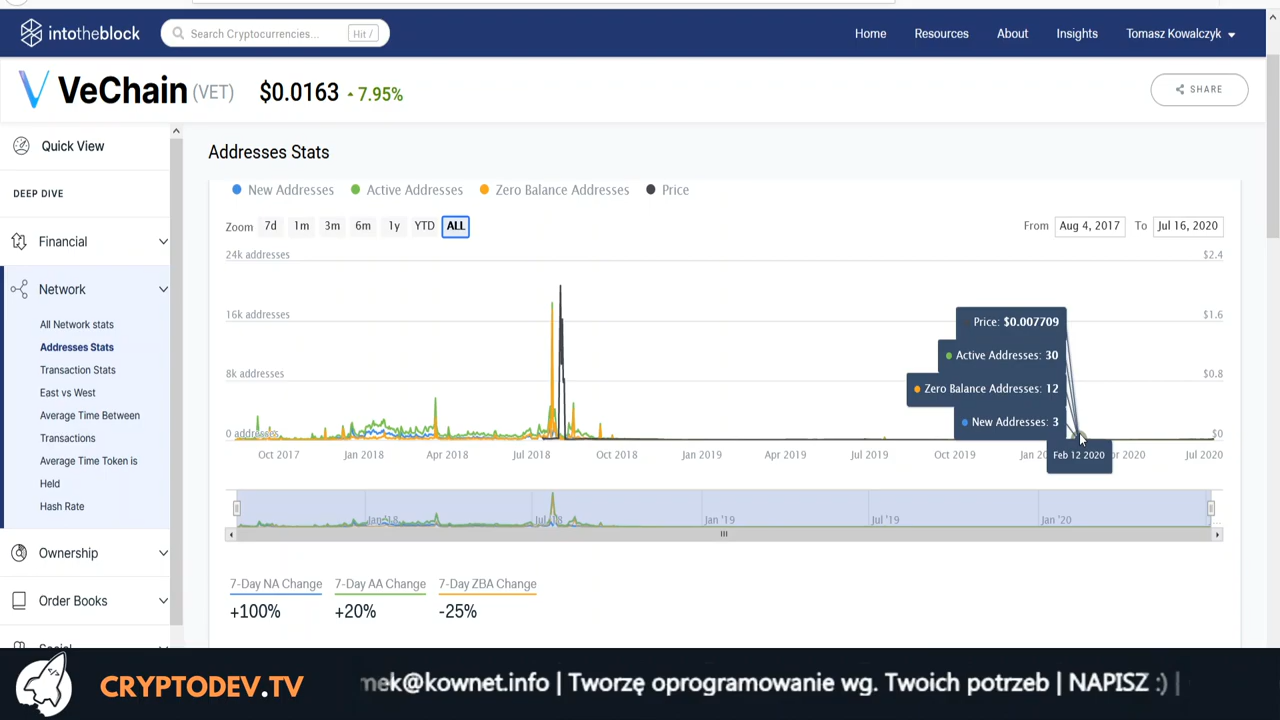 intotheblock
Search Cryptocurrencies...
Hit /
Home
Resources
About
Insights
Tomasz Kowalczyk
VeChain (VET) $0.0163 7.95%
SHARE
Quick View
DEEP DIVE
Financial
Network
All Network stats
Addresses Stats
Transaction Stats
East vs West
Average Time Between
Transactions
Average Time Token is
Held
Hash Rate
Ownership
Order Books
Addresses Stats
New Addresses
Active Addresses
Zero Balance Addresses
Price
Zoom 7d 1m 3m 6m 1y YTD ALL
From Aug 4, 2017 To Jul 16, 2020
24k addresses
$2.4
16k addresses
$1.6
8k addresses
$0.8
0 addresses
$0
Price: $0.007709
Active Addresses: 30
Zero Balance Addresses: 12
New Addresses: 3
Feb 12 2020
Oct 2017
Jan 2018
Apr 2018
Jul 2018
Oct 2018
Jan 2019
Apr 2019
Jul 2019
Oct 2019
Jul 2020
Jan '18
Jul '18
Jan '19
Jul '19
Jan '20
7-Day NA Change
+100%
7-Day AA Change
+20%
7-Day ZBA Change
-25%
CRYPTODEV.TV
mek@kownet.info | Tworzę oprogramowanie wg. Twoich potrzeb | NAPISZ :) |